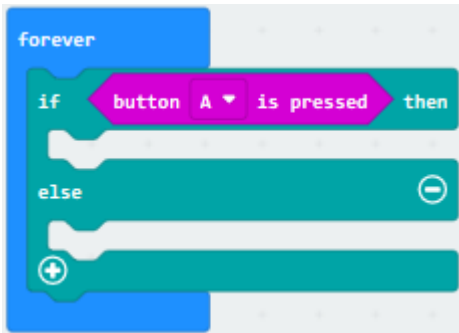 forever
if button A is pressed then
else